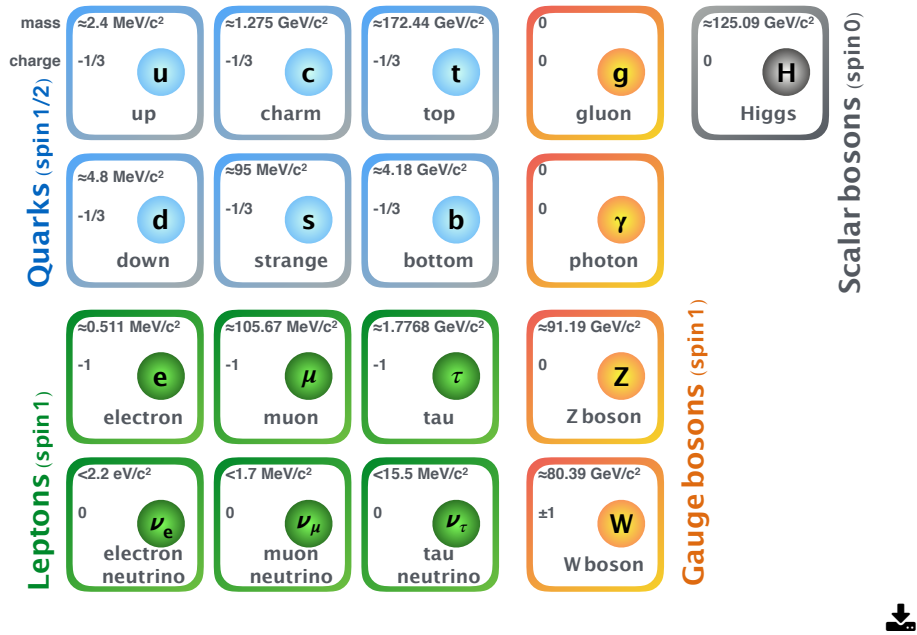 mass
charge
≈2.4 MeV/c²
-1/3
u
up
≈1.275 GeV/c²
-1/3
c
charm
≈172.44 GeV/c²
-1/3
t
top
0
0
g
gluon
≈125.09 GeV/c²
0
H
Higgs
≈4.8 MeV/c²
-1/3
d
down
≈95 MeV/c²
-1/3
s
strange
≈4.18 GeV/c²
-1/3
b
bottom
0
0
γ
photon
Quarks (spin 1/2)
Scalar bosons (spin 0)
≈0.511 MeV/c²
-1
e
electron
≈105.67 MeV/c²
-1
μ
muon
≈1.7768 GeV/c²
-1
τ
tau
≈91.19 GeV/c²
0
Z
Z boson
<2.2 eV/c²
0
νe
electron
neutrino
<1.7 MeV/c²
0
νμ
muon
neutrino
<15.5 MeV/c²
0
ντ
tau
neutrino
≈80.39 GeV/c²
±1
W
W boson
Leptons (spin 1)
Gauge bosons (spin 1)